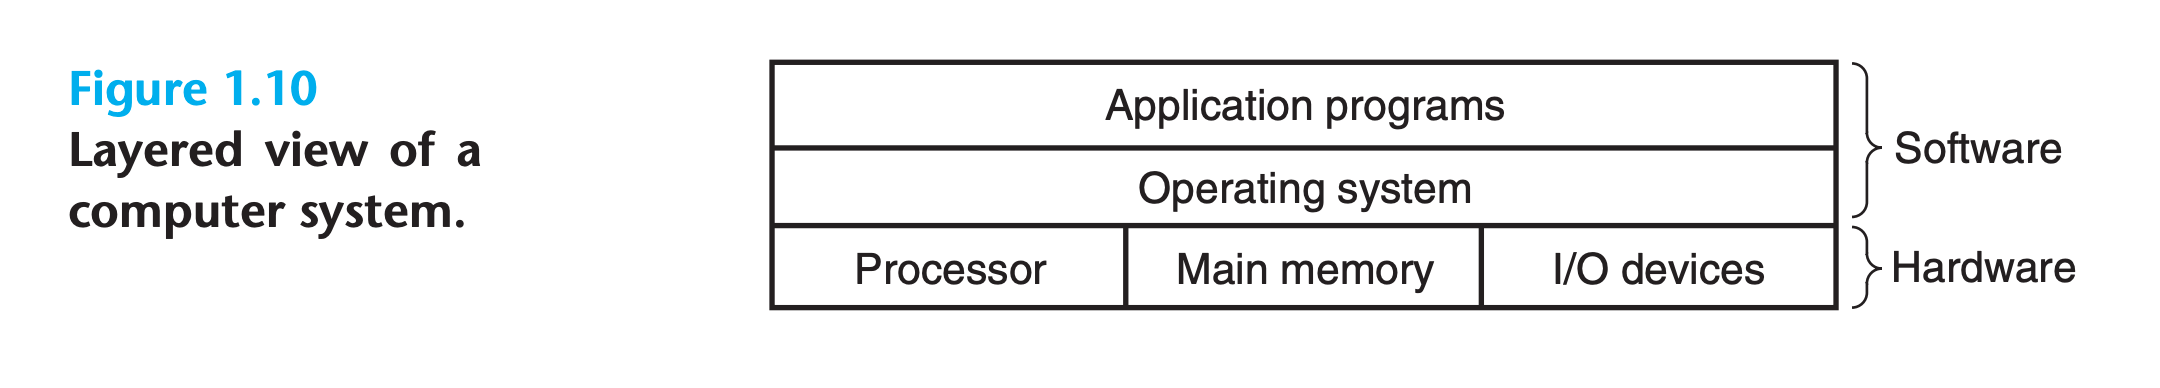 Figure 1.10
Layered view of a
computer system.
Application programs
Operating system
Processor
Main memory
I/O devices
Software
Hardware